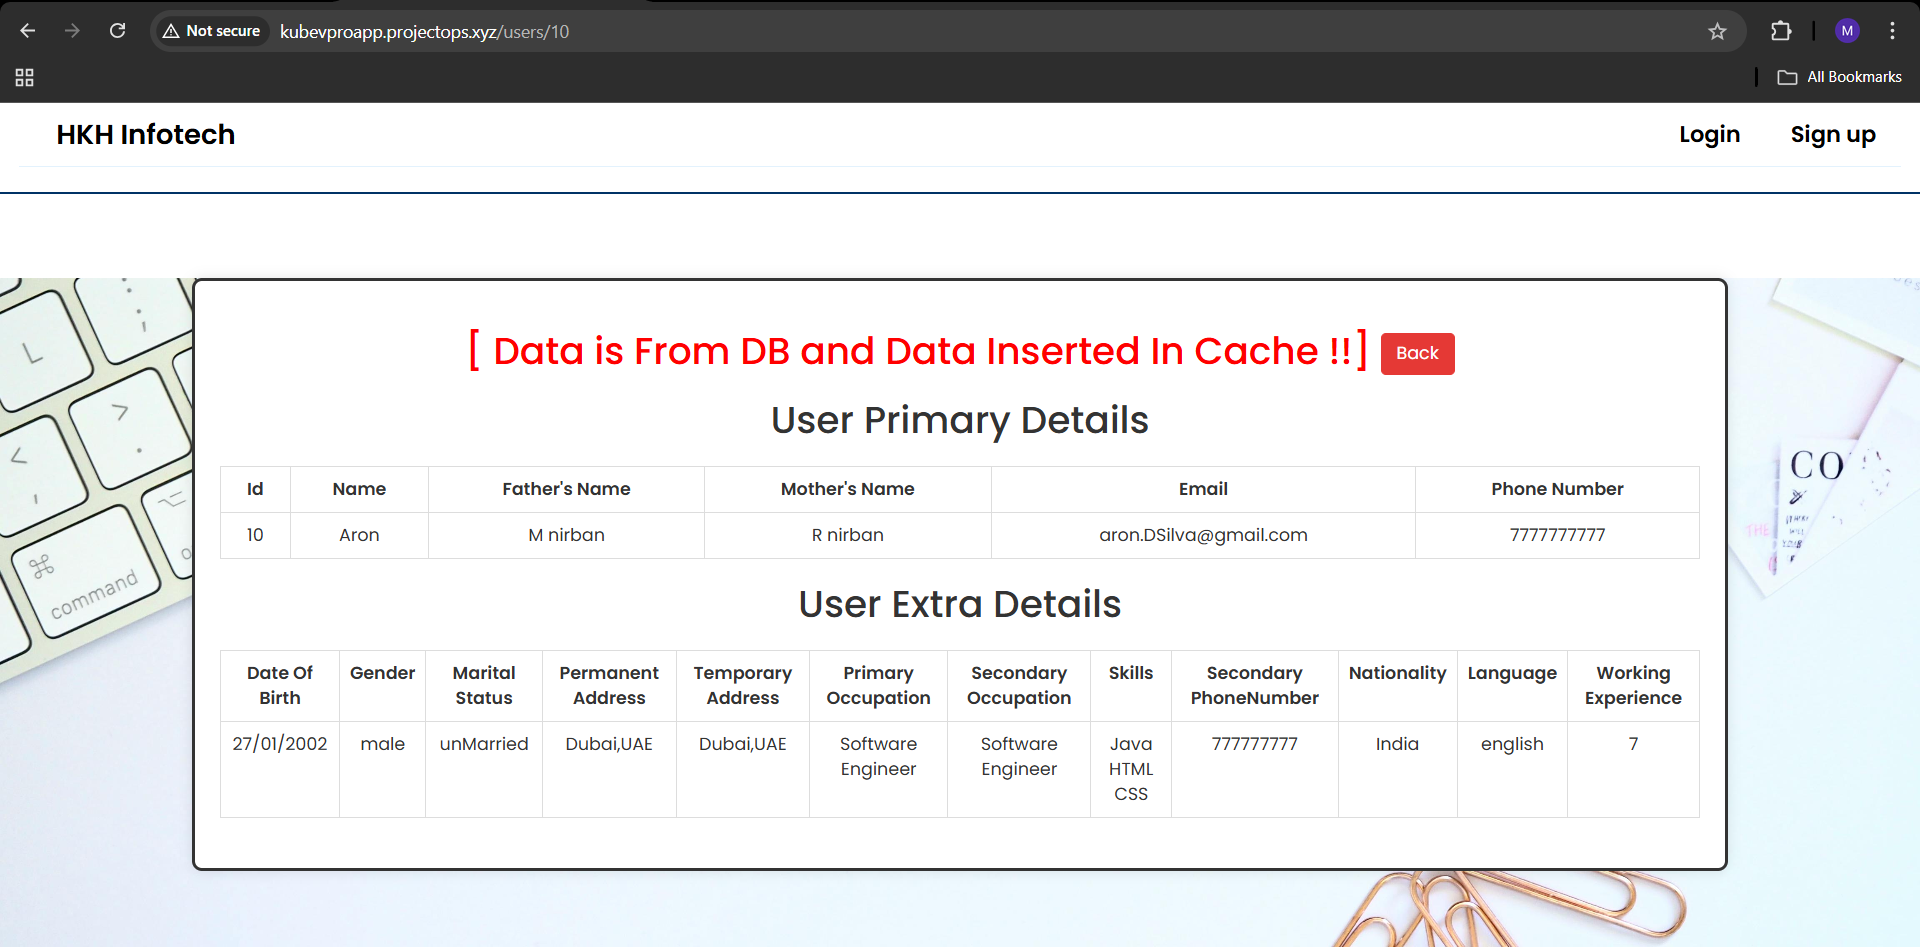 Not secure
kubevproapp.projectops.xyz/users/10
M
All Bookmarks
HKH Infotech
Login
Sign up
[ Data is From DB and Data Inserted In Cache !!]
Back
User Primary Details
Id Name Father's Name Mother's Name Email Phone Number
10 Aron M nirban R nirban aron.DSilva@gmail.com 7777777777
User Extra Details
Date Of Birth Gender Marital Status Permanent Address Temporary Address Primary Occupation Secondary Occupation Skills Secondary PhoneNumber Nationality Language Working Experience
27/01/2002 male unMarried Dubai,UAE Dubai,UAE Software Engineer Software Engineer Java HTML CSS 777777777 India english 7
L
command
CO